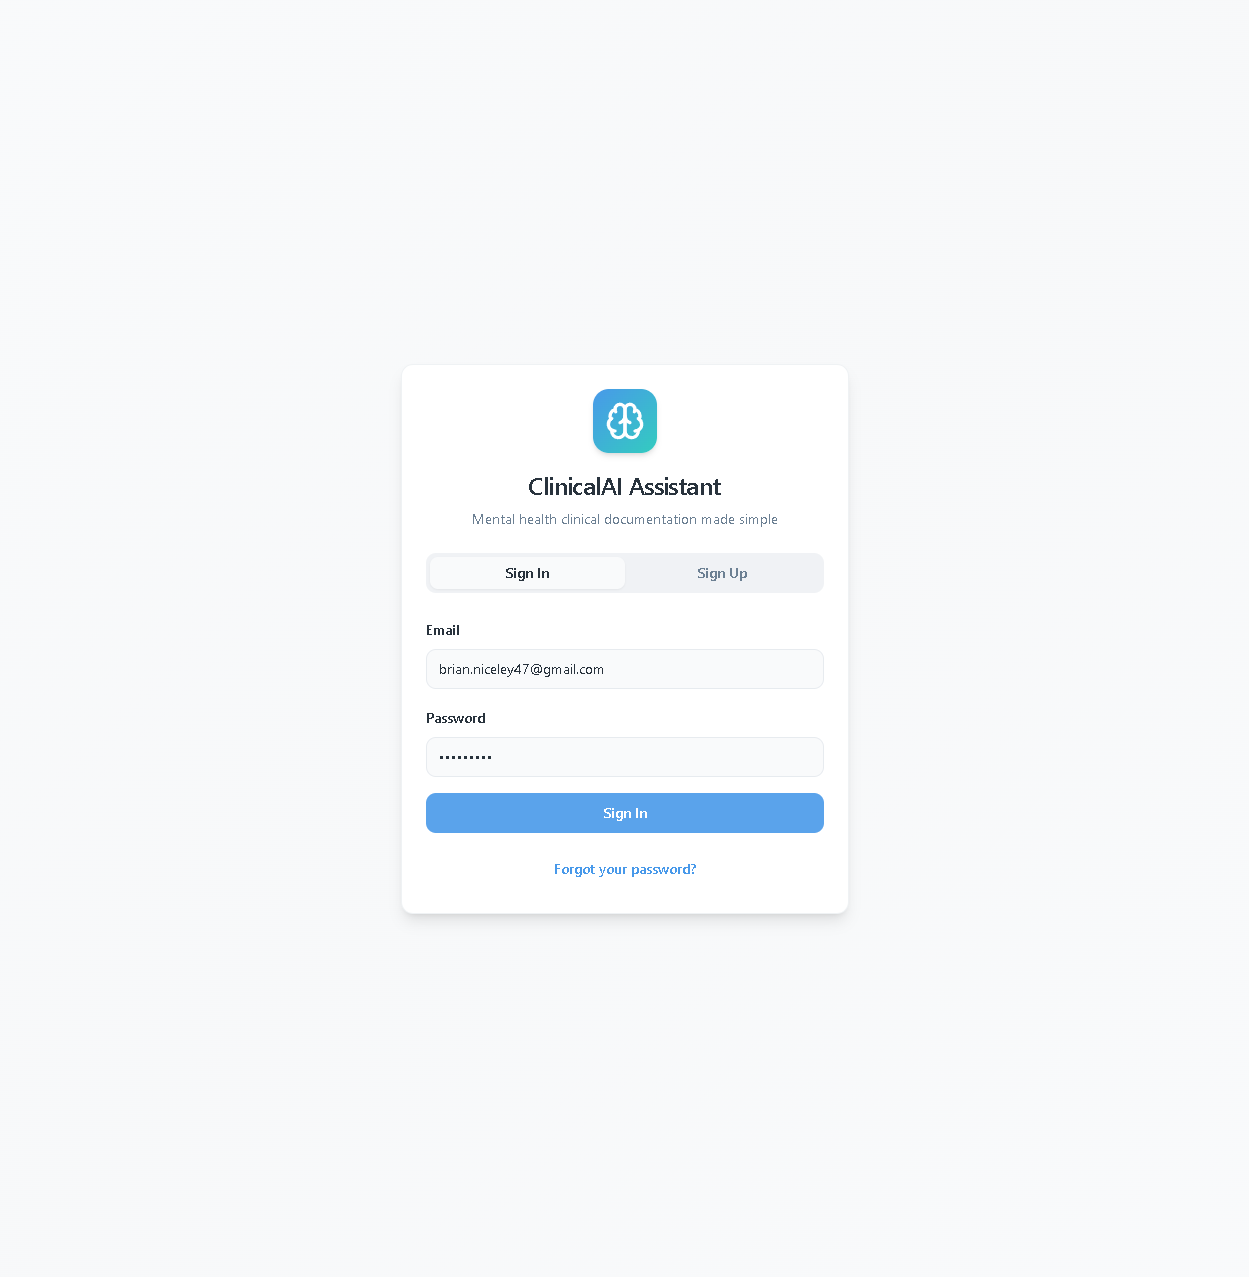 ClinicalAI Assistant
Mental health clinical documentation made simple
Sign In
Sign Up
Email
brian.niceley47@gmail.com
Password
•••••••••
Sign In
Forgot your password?